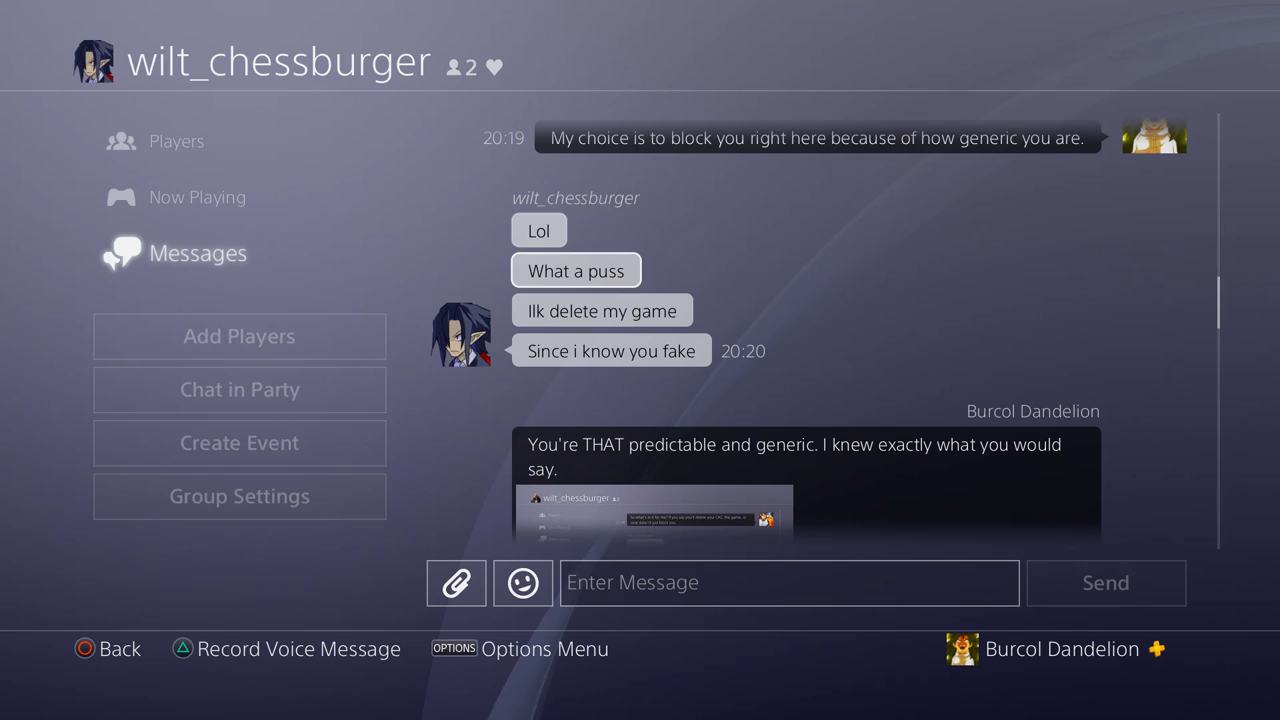 wilt_chessburger 2
Players
Now Playing
Messages
Add Players
Chat in Party
Create Event
Group Settings
20:19 My choice is to block you right here because of how generic you are.
wilt_chessburger
Lol
What a puss
Ilk delete my game
Since i know you fake 20:20
Burcol Dandelion
You're THAT predictable and generic. I knew exactly what you would
say.
wilt_chessburger
Enter Message
Send
Back
Record Voice Message
OPTIONS Options Menu
Burcol Dandelion